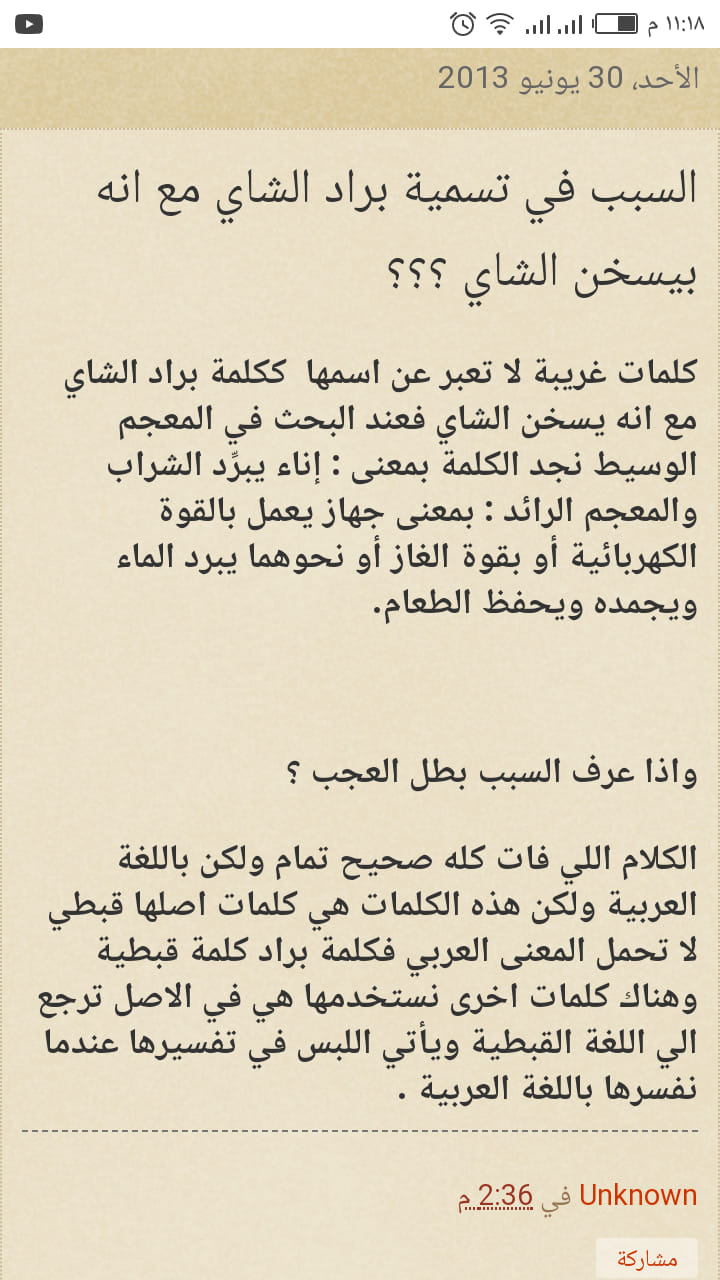 ١١:١٨ م
الأحد، 30 يونيو 2013
السبب في تسمية براد الشاي مع انه
بيسخن الشاي ؟؟؟
كلمات غريبة لا تعبر عن اسمها ككلمة براد الشاي
مع انه يسخن الشاي فعند البحث في المعجم
الوسيط نجد الكلمة بمعنى : إناء يبرِّد الشراب
والمعجم الرائد : بمعنى جهاز يعمل بالقوة
الكهربائية أو بقوة الغاز أو نحوهما يبرد الماء
ويجمده ويحفظ الطعام.
واذا عرف السبب بطل العجب ؟
الكلام اللي فات كله صحيح تمام ولكن باللغة
العربية ولكن هذه الكلمات هي كلمات اصلها قبطي
لا تحمل المعنى العربي فكلمة براد كلمة قبطية
وهناك كلمات اخرى نستخدمها هي في الاصل ترجع
الي اللغة القبطية ويأتي اللبس في تفسيرها عندما
نفسرها باللغة العربية .
Unknown في 2:36 م
مشاركة